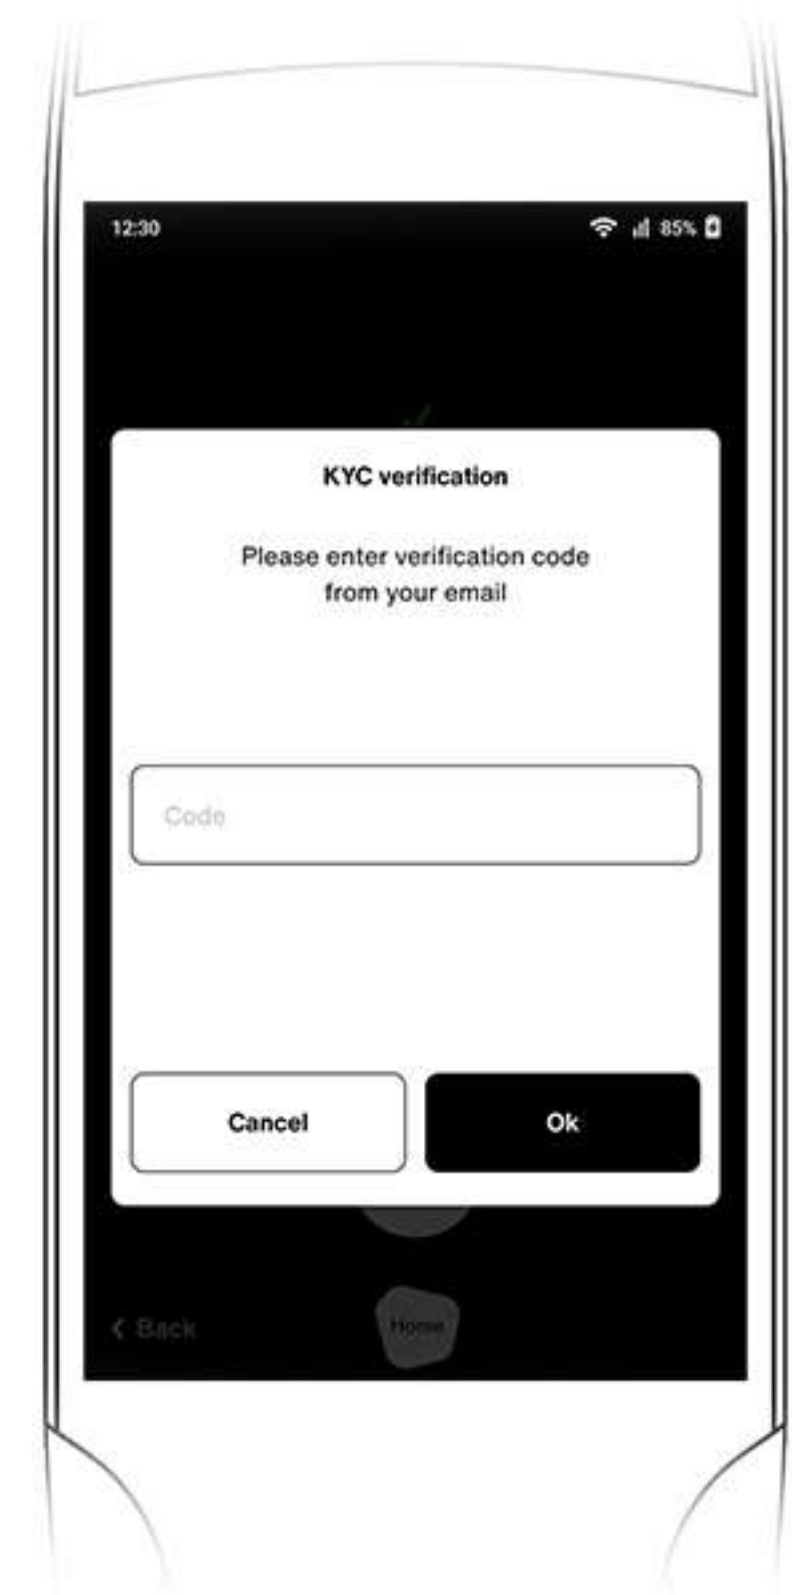 12:30
85%
KYC verification
Please enter verification code
from your email
Code
Cancel
Ok
Back
Home